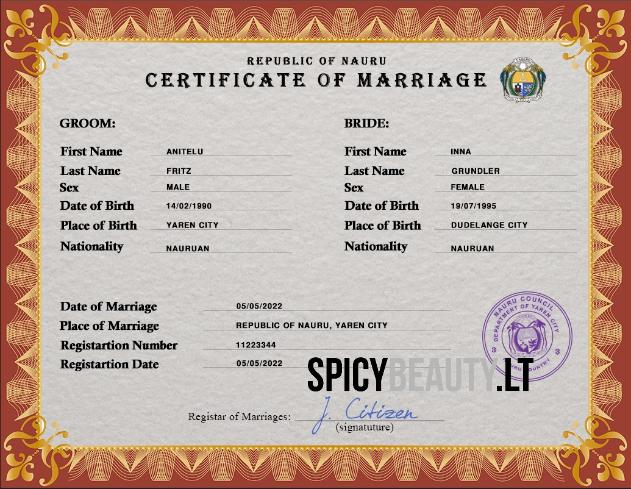 REPUBLIC OF NAURU
CERTIFICATE OF MARRIAGE
GROOM:
First Name ANITELU
Last Name FRITZ
Sex MALE
Date of Birth 14/02/1990
Place of Birth YAREN CITY
Nationality NAURUAN
BRIDE:
First Name INNA
Last Name GRUNDLER
Sex FEMALE
Date of Birth 19/07/1995
Place of Birth DUDELANGE CITY
Nationality NAURUAN
Date of Marriage 05/05/2022
Place of Marriage REPUBLIC OF NAURU, YAREN CITY
Registartion Number 11223344
Registartion Date 05/05/2022
NAURU COUNCIL
DEPARTMENT OF YAREN CITY
SPICYBEAUTY.LT
Registar of Marriages: J. Citizen
(signatuture)